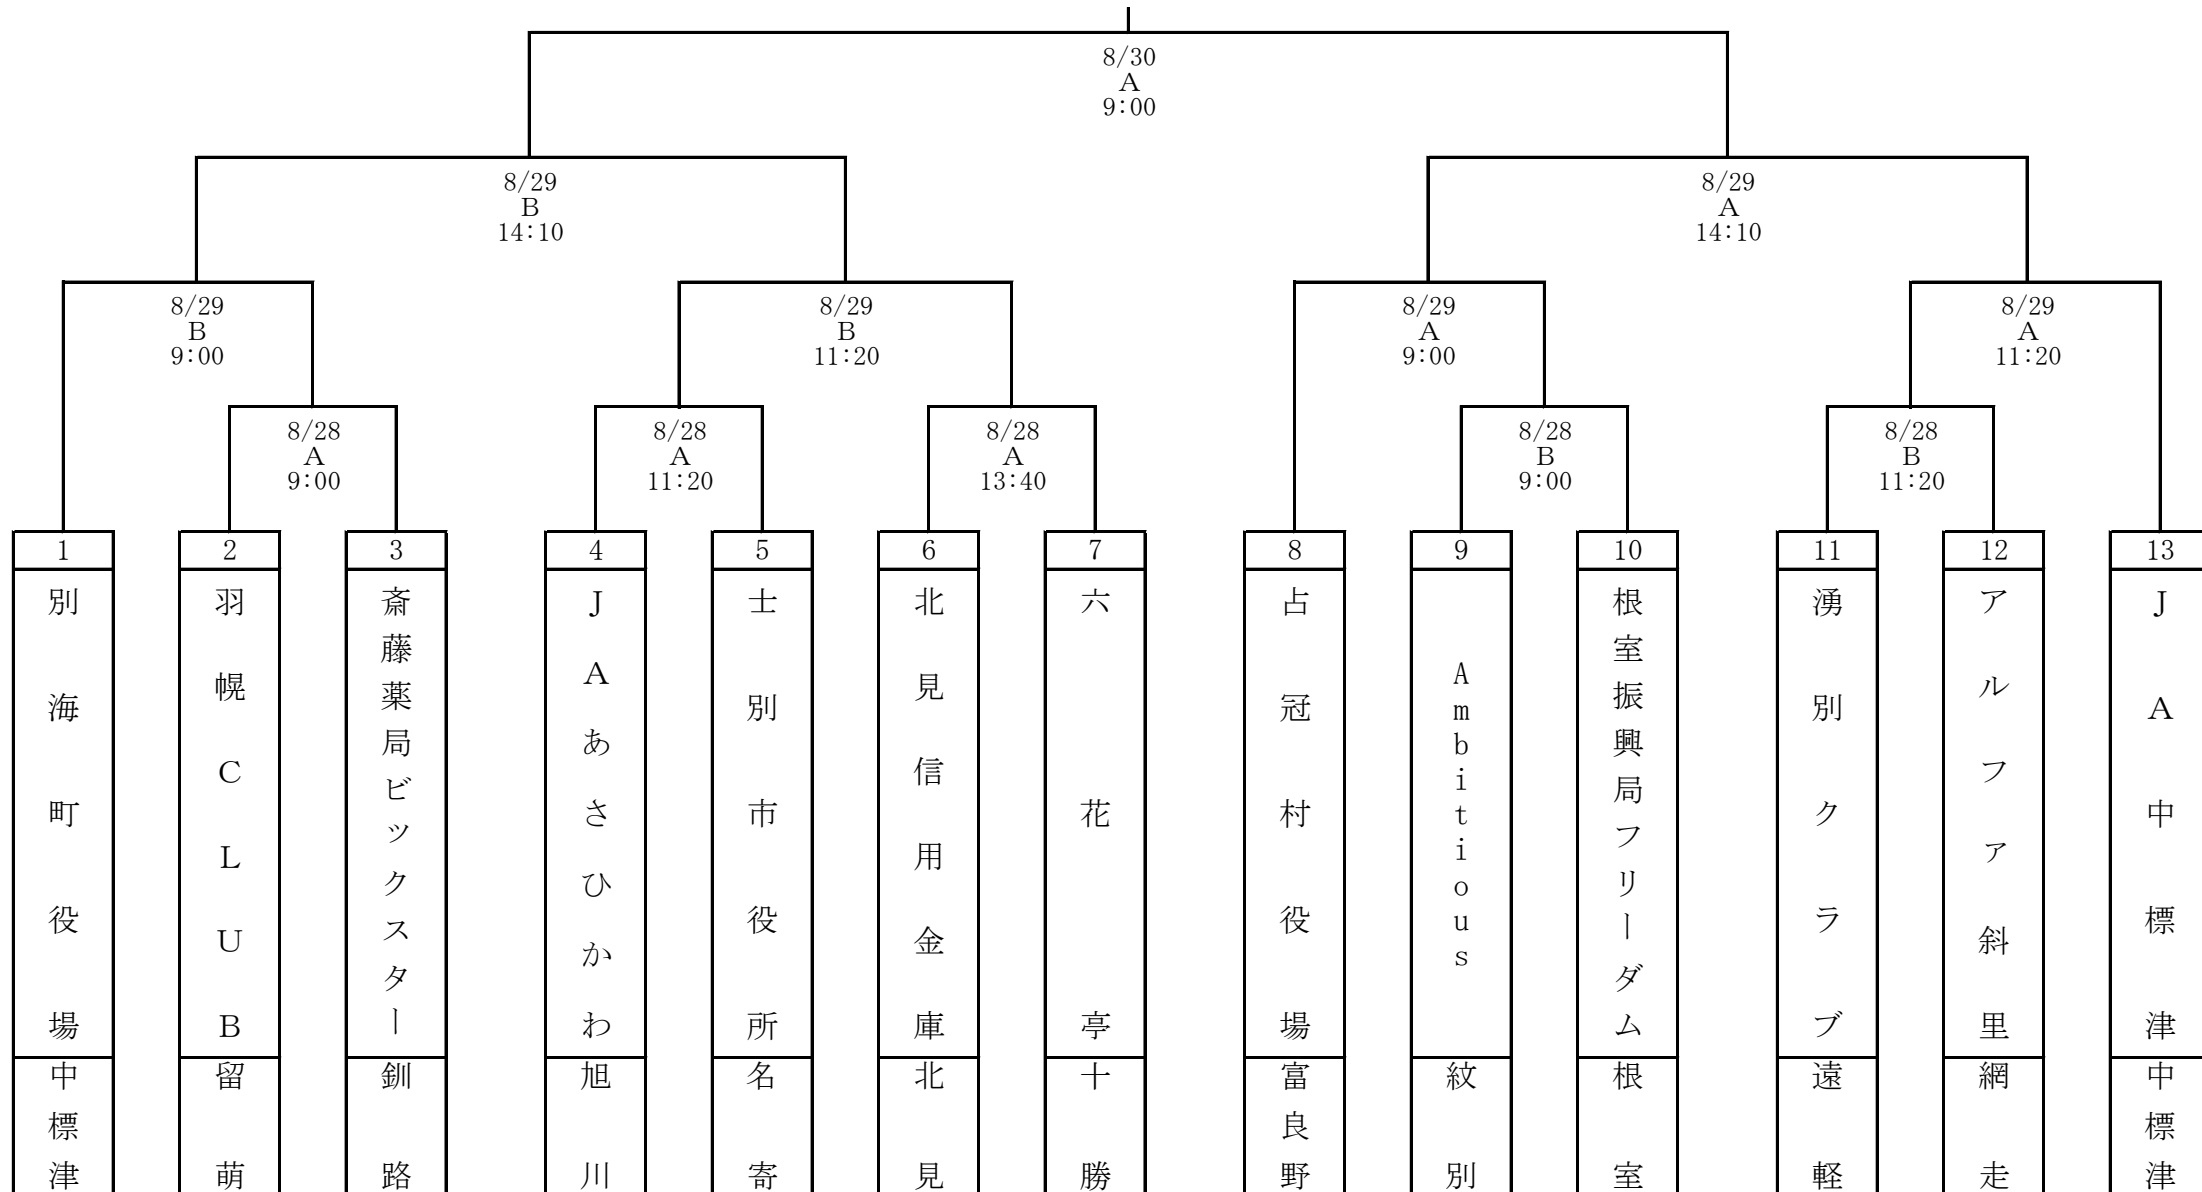 8/30
A
9:00
8/29
B
14:10
8/29
A
14:10
8/29
B
9:00
8/29
B
11:20
8/29
A
9:00
8/29
A
11:20
8/28
A
9:00
8/28
A
11:20
8/28
A
13:40
8/28
B
9:00
8/28
B
11:20
1
別海町役場
中標津
2
羽幌CLUB
留萌
3
斎藤薬局ビックスター
釧路
4
JAあさひかわ
旭川
5
士別市役所
名寄
6
北見信用金庫
北見
7
六花亭
十勝
8
占冠村役場
富良野
9
Ambitious
紋別
10
根室振興局フリーダム
根室
11
湧別クラブ
遠軽
12
アルファ斜里
網走
13
JA中標津
中標津